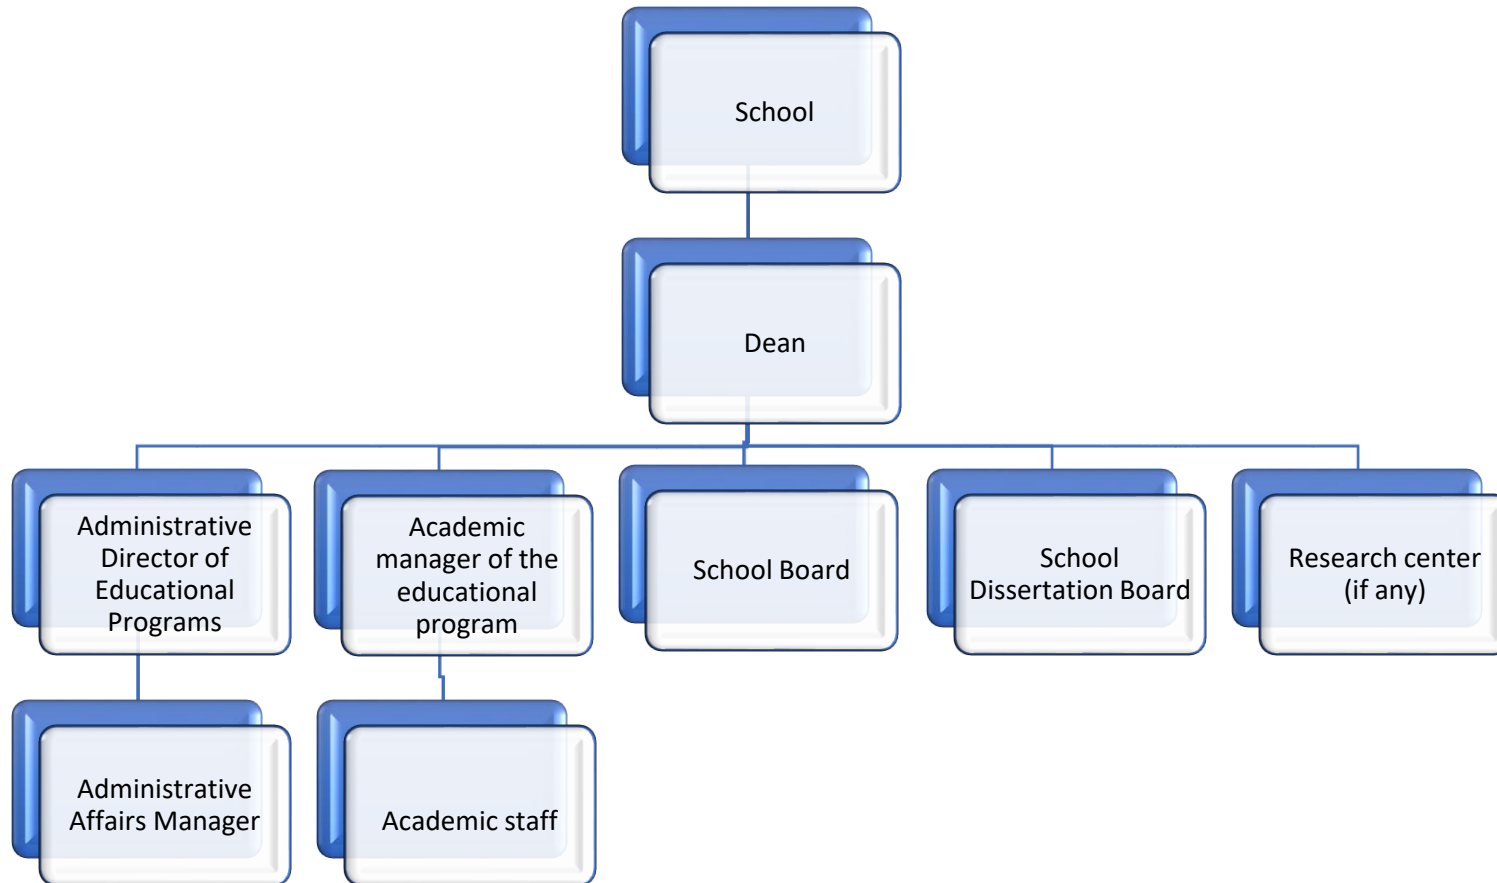 School
Dean
Administrative
Director of
Educational
Programs
Academic
manager of the
educational
program
School Board
School
Dissertation Board
Research center
(if any)
Administrative
Affairs Manager
Academic staff